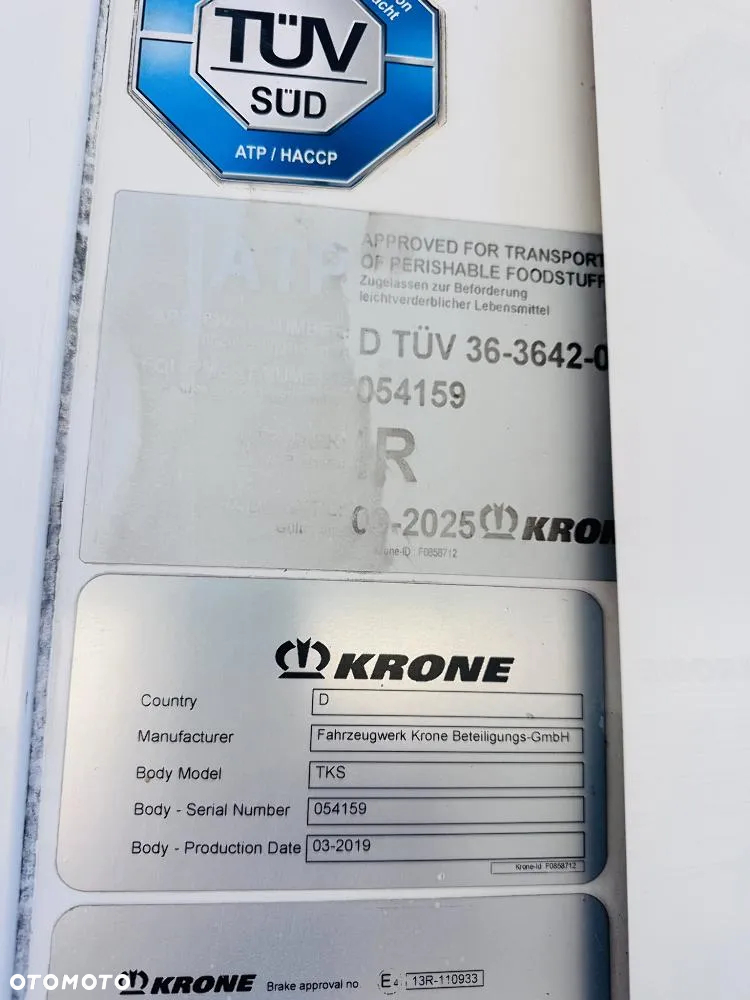 TÜV
SÜD
ATP / HACCP
ATP
APPROVED FOR TRANSPORT
OF PERISHABLE FOODSTUFF
Zugelassen zur Beförderung
leichtverderblicher Lebensmittel
D TÜV 36-3642-0
054159
-2025 KRON
Krone-ID : F0858712
KRONE
Country D
Manufacturer Fahrzeugwerk Krone Beteiligungs-GmbH
Body Model TKS
Body - Serial Number 054159
Body - Production Date 03-2019
Krone-Id F0858712
KRONE Brake approval no. E4 13R-110933
OTOMOTO